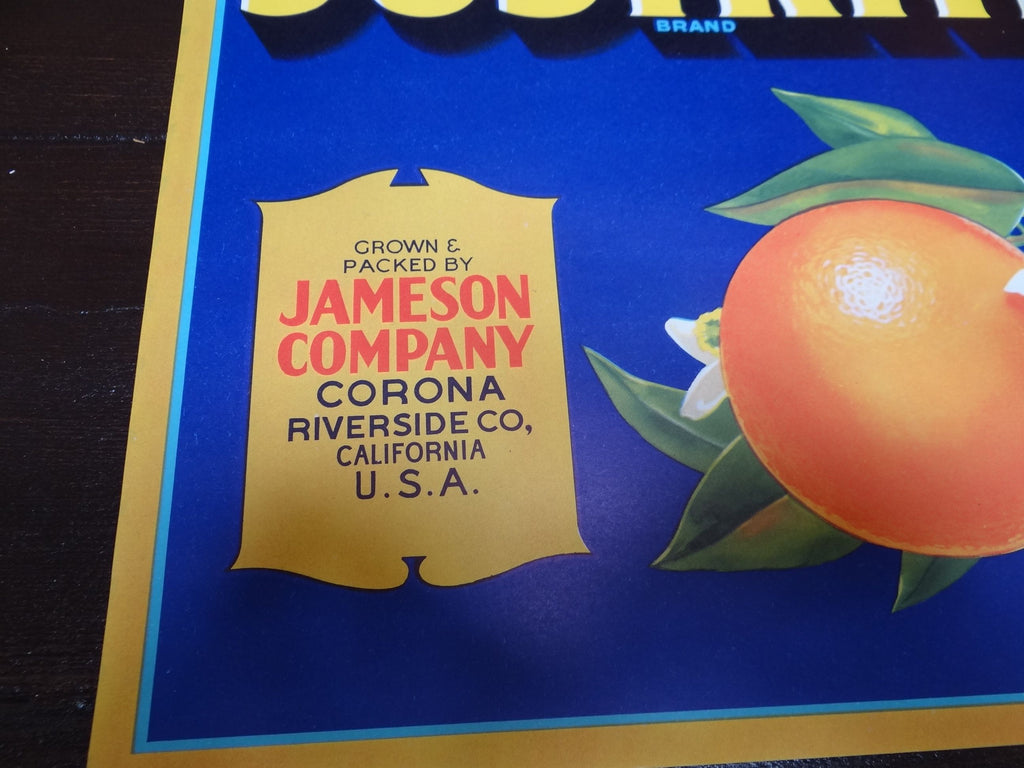 BRAND
GROWN &
PACKED BY
JAMESON
COMPANY
CORONA
RIVERSIDE CO,
CALIFORNIA
U.S.A.